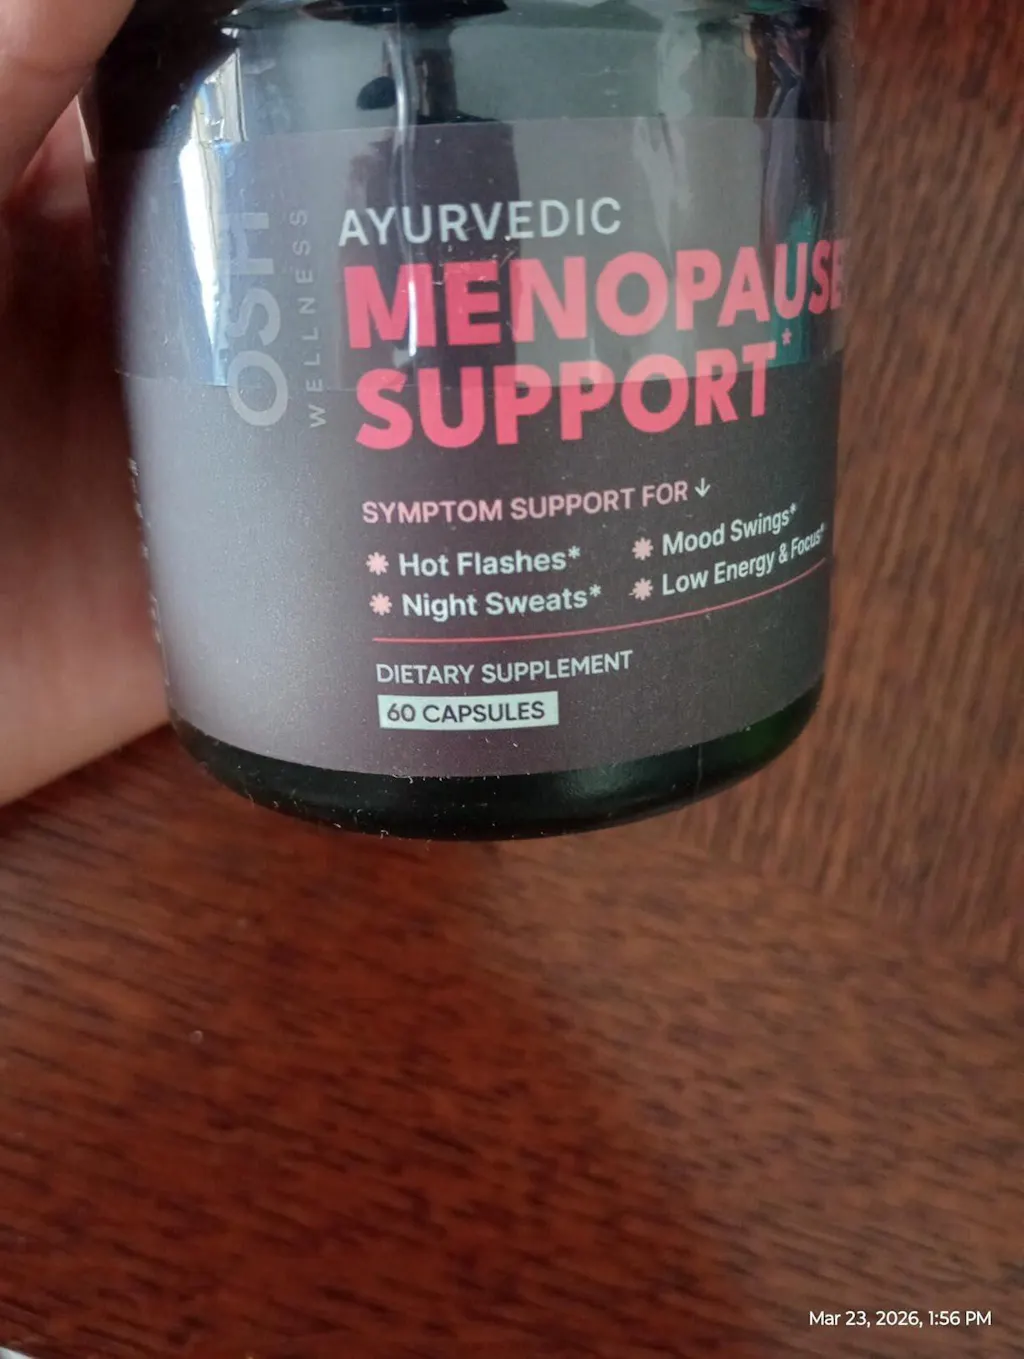 ÖSH
WELLNESS
AYURVEDIC
MENOPAUSE
SUPPORT*
SYMPTOM SUPPORT FOR ↓
Hot Flashes*
Night Sweats*
Mood Swings*
Low Energy & Focus*
DIETARY SUPPLEMENT
60 CAPSULES
Mar 23, 2026, 1:56 PM